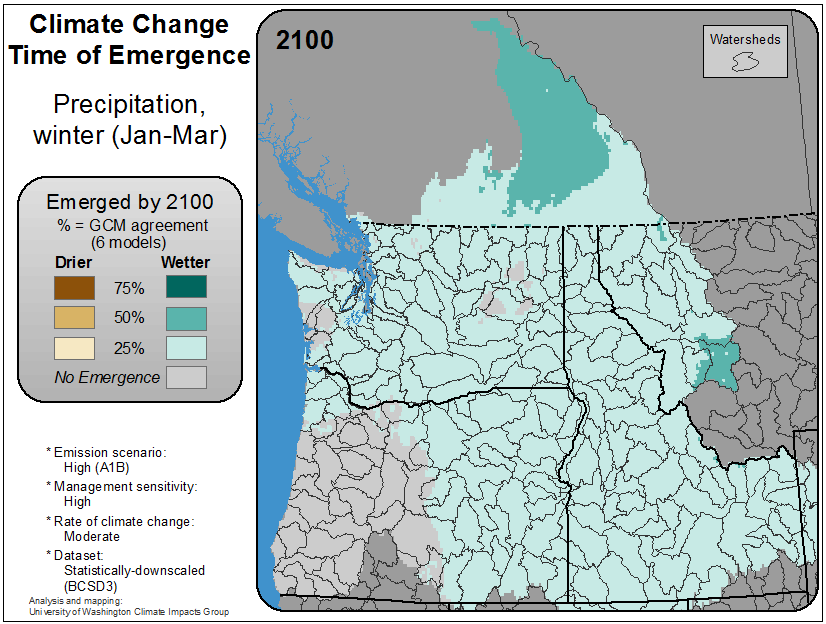 Climate Change
Time of Emergence
Precipitation,
winter (Jan-Mar)
Emerged by 2100
% = GCM agreement
(6 models)
Drier Wetter
75%
50%
25%
No Emergence
* Emission scenario:
High (A1B)
* Management sensitivity:
High
* Rate of climate change:
Moderate
* Dataset:
Statistically-downscaled
(BCSD3)
Analysis and mapping:
University of Washington Climate Impacts Group
2100
Watersheds